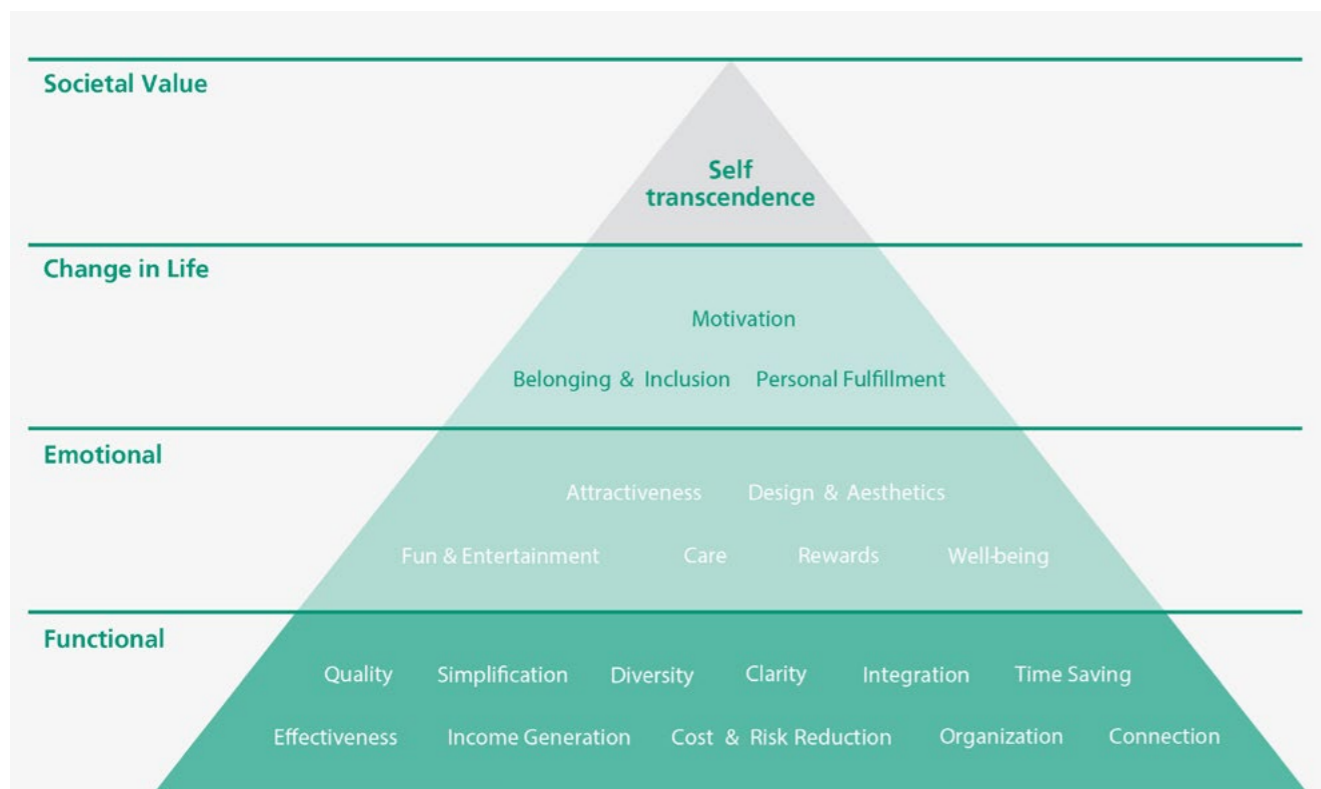 Societal Value
Self
transcendence
Change in Life
Motivation
Belonging & Inclusion Personal Fulfillment
Emotional
Attractiveness Design & Aesthetics
Fun & Entertainment Care Rewards Well-being
Functional
Quality Simplification Diversity Clarity Integration Time Saving
Effectiveness Income Generation Cost & Risk Reduction Organization Connection